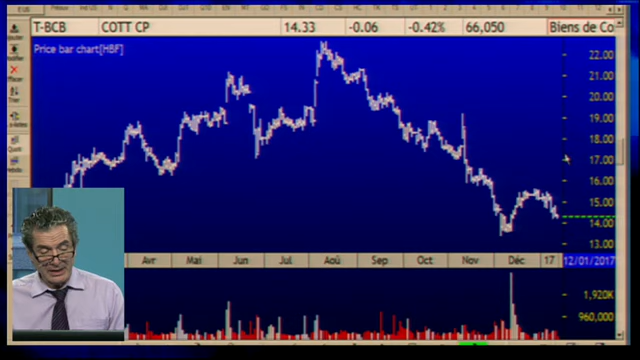 T-BCB COTT CP 14.33 -0.06 -0.42% 66,050 Biens de Co
Price bar chart[HBF]
22.00
21.00
20.00
19.00
18.00
17.00
16.00
15.00
14.00
13.00
Avr Mai Jun Jul Aoû Sep Oct Nov Déc 17 12/01/2017
1,920K
960,000